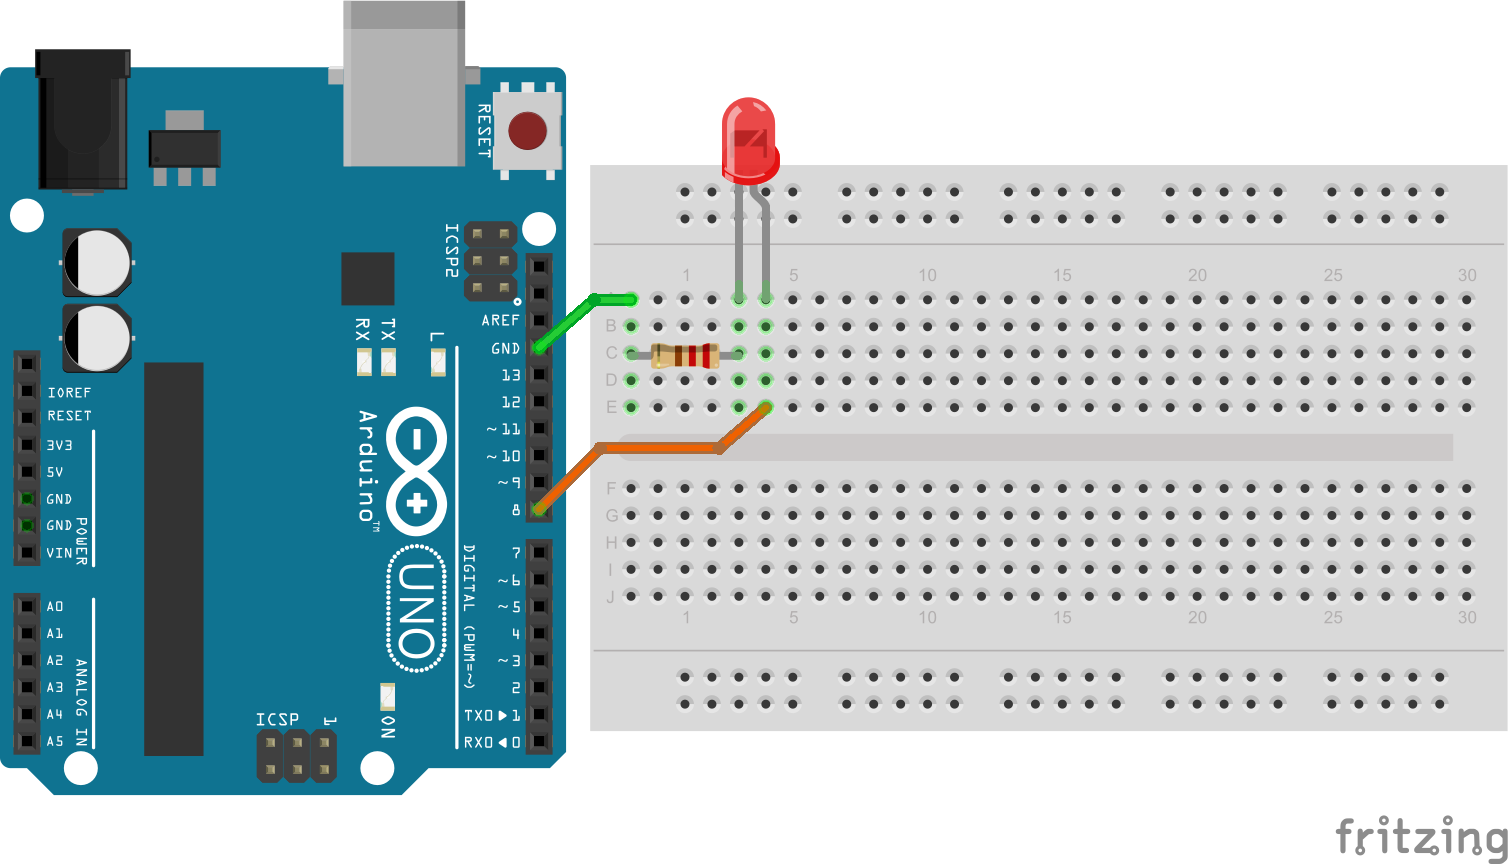 RESET
ICSP2
AREF
GND
RX
TX
L
13
12
~11
~10
~9
8
IOREF
RESET
3V3
5V
GND
GND
VIN
POWER
Arduino™
UNO
7
~6
~5
4
~3
2
TX0▶1
RX0◀0
DIGITAL (PWM=~)
A0
A1
A2
A3
A4
A5
ANALOG IN
ICSP
1
ON
1 5 10 15 20 25 30
B
C
D
E
F
G
H
I
J
1 5 10 15 20 25 30
fritzing